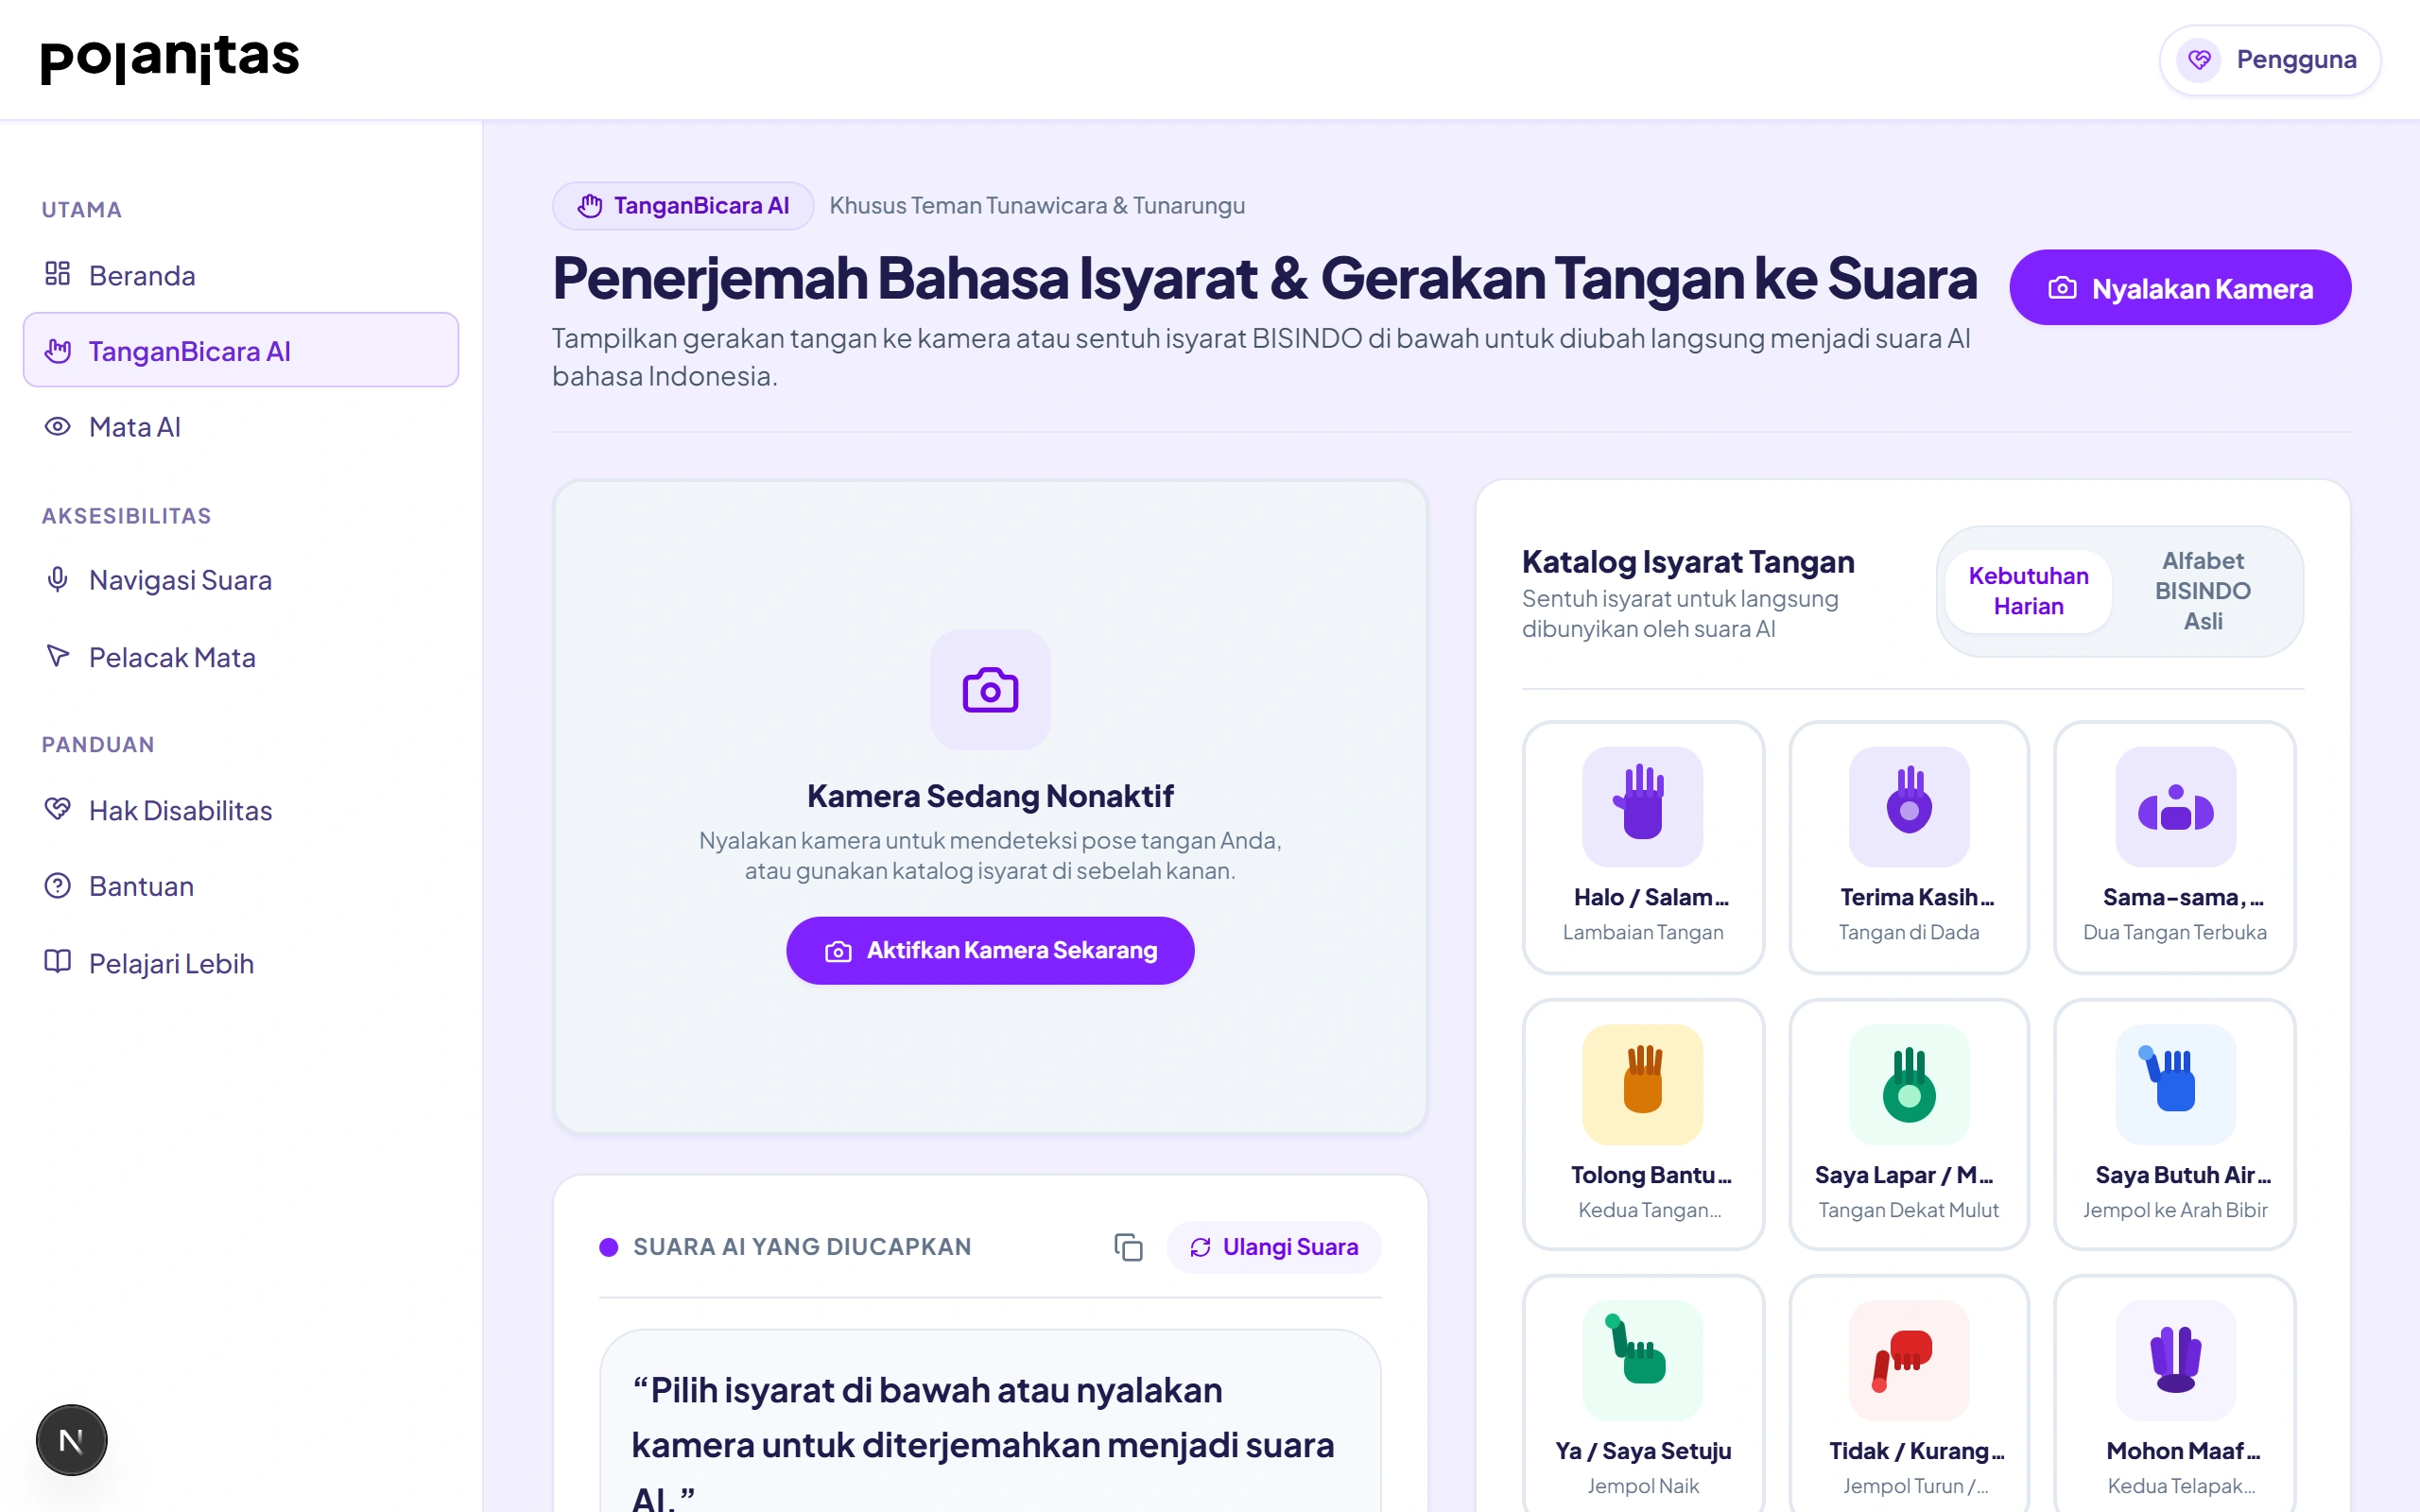 polanitas
Pengguna
UTAMA
Beranda
TanganBicara AI
Mata AI
AKSESIBILITAS
Navigasi Suara
Pelacak Mata
PANDUAN
Hak Disabilitas
Bantuan
Pelajari Lebih
N
TanganBicara AI
Khusus Teman Tunawicara & Tunarungu
Penerjemah Bahasa Isyarat & Gerakan Tangan ke Suara
Tampilkan gerakan tangan ke kamera atau sentuh isyarat BISINDO di bawah untuk diubah langsung menjadi suara AI
bahasa Indonesia.
Nyalakan Kamera
Kamera Sedang Nonaktif
Nyalakan kamera untuk mendeteksi pose tangan Anda,
atau gunakan katalog isyarat di sebelah kanan.
Aktifkan Kamera Sekarang
SUARA AI YANG DIUCAPKAN
Ulangi Suara
“Pilih isyarat di bawah atau nyalakan
kamera untuk diterjemahkan menjadi suara
AI.”
Katalog Isyarat Tangan
Sentuh isyarat untuk langsung
dibunyikan oleh suara AI
Kebutuhan
Harian
Alfabet
BISINDO
Asli
Halo / Salam…
Lambaian Tangan
Terima Kasih…
Tangan di Dada
Sama-sama,…
Dua Tangan Terbuka
Tolong Bantu…
Kedua Tangan…
Saya Lapar / M…
Tangan Dekat Mulut
Saya Butuh Air…
Jempol ke Arah Bibir
Ya / Saya Setuju
Jempol Naik
Tidak / Kurang…
Jempol Turun /…
Mohon Maaf…
Kedua Telapak…